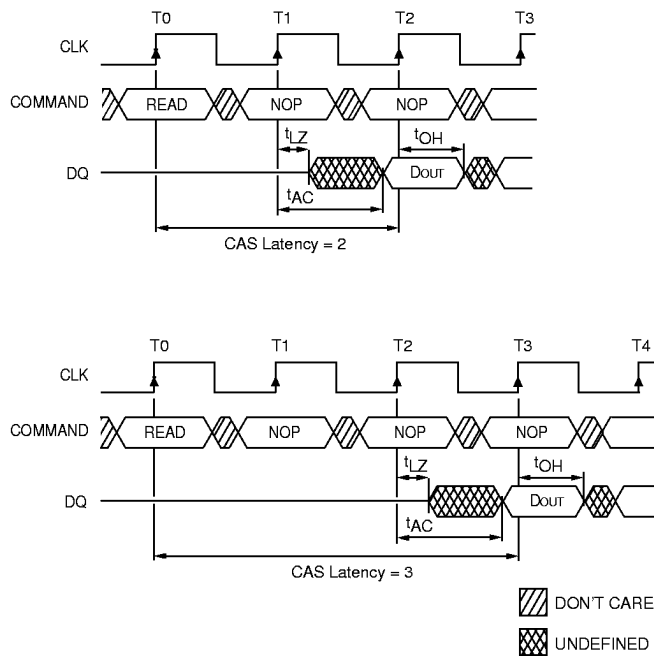 T0 T1 T2 T3
CLK
COMMAND READ NOP NOP
tLZ tOH
DQ DOUT
tAC
CAS Latency = 2
T0 T1 T2 T3 T4
CLK
COMMAND READ NOP NOP NOP
tLZ tOH
DQ DOUT
tAC
CAS Latency = 3
DON'T CARE
UNDEFINED